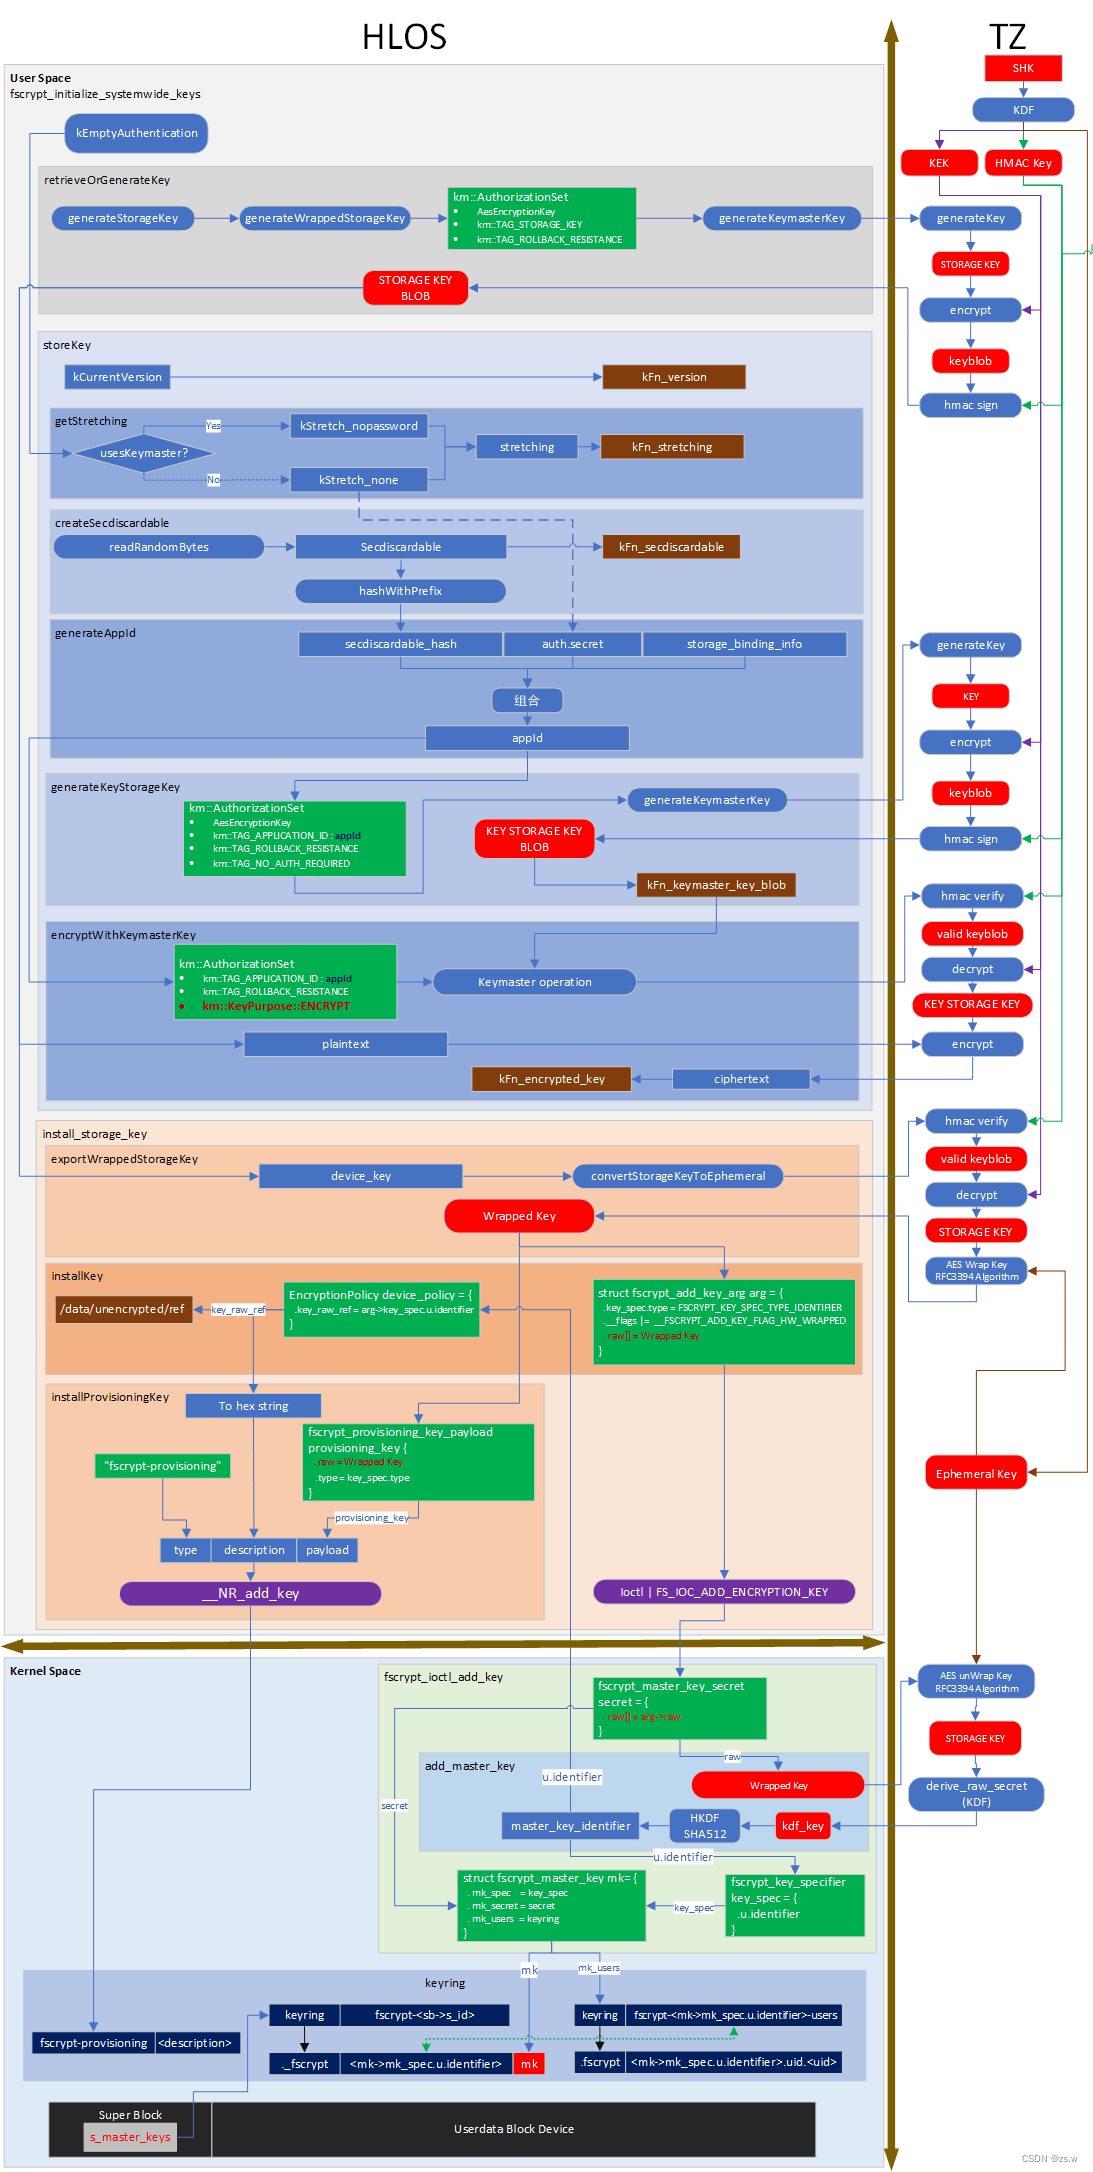 HLOS
TZ
User Space
fscrypt_initialize_systemwide_keys
kEmptyAuthentication
SHK
KDF
KEK
HMAC Key
retrieveOrGenerateKey
generateStorageKey
generateWrappedStorageKey
km::AuthorizationSet
• AesEncryptionKey
• km::TAG_STORAGE_KEY
• km::TAG_ROLLBACK_RESISTANCE
generateKeymasterKey
generateKey
STORAGE KEY
STORAGE KEY
BLOB
encrypt
keyblob
hmac sign
storeKey
kCurrentVersion
kFn_version
getStretching
usesKeymaster?
Yes
No
kStretch_nopassword
kStretch_none
stretching
kFn_stretching
createSecdiscardable
readRandomBytes
Secdiscardable
kFn_secdiscardable
hashWithPrefix
generateAppId
secdiscardable_hash
auth.secret
storage_binding_info
组合
appId
generateKey
KEY
encrypt
keyblob
hmac sign
generateKeyStorageKey
km::AuthorizationSet
• AesEncryptionKey
• km::TAG_APPLICATION_ID : appId
• km::TAG_ROLLBACK_RESISTANCE
• km::TAG_NO_AUTH_REQUIRED
generateKeymasterKey
KEY STORAGE KEY
BLOB
kFn_keymaster_key_blob
encryptWithKeymasterKey
km::AuthorizationSet
• km::TAG_APPLICATION_ID : appId
• km::TAG_ROLLBACK_RESISTANCE
• km::KeyPurpose::ENCRYPT
Keymaster operation
hmac verify
valid keyblob
decrypt
KEY STORAGE KEY
encrypt
plaintext
kFn_encrypted_key
ciphertext
install_storage_key
exportWrappedStorageKey
device_key
convertStorageKeyToEphemeral
Wrapped Key
hmac verify
valid keyblob
decrypt
STORAGE KEY
AES Wrap Key
RFC3394 Algorithm
installKey
/data/unencrypted/ref
key_raw_ref
EncryptionPolicy device_policy = {
.key_raw_ref = arg->key_spec.u.identifier
}
struct fscrypt_add_key_arg arg = {
.key_spec.type = FSCRYPT_KEY_SPEC_TYPE_IDENTIFIER
.__flags |= __FSCRYPT_ADD_KEY_FLAG_HW_WRAPPED
. raw[] = Wrapped Key
}
installProvisioningKey
To hex string
"fscrypt-provisioning"
fscrypt_provisioning_key_payload
provisioning_key {
.raw = Wrapped Key
.type = key_spec.type
}
provisioning_key
type
description
payload
__NR_add_key
Ioctl | FS_IOC_ADD_ENCRYPTION_KEY
Ephemeral Key
Kernel Space
fscrypt_ioctl_add_key
fscrypt_master_key_secret
secret = {
. raw[] = arg->raw
}
raw
add_master_key
Wrapped Key
u.identifier
secret
master_key_identifier
HKDF
SHA512
kdf_key
AES unWrap Key
RFC3394 Algorithm
STORAGE KEY
derive_raw_secret
(KDF)
u.identifier
struct fscrypt_master_key mk= {
. mk_spec = key_spec
. mk_secret = secret
. mk_users = keyring
}
key_spec
fscrypt_key_specifier
key_spec = {
.u.identifier
}
mk
mk_users
keyring
keyring
fscrypt-<sb->s_id>
keyring
fscrypt-<mk->mk_spec.u.identifier>-users
fscrypt-provisioning
<description>
._fscrypt
<mk->mk_spec.u.identifier>
mk
.fscrypt
<mk->mk_spec.u.identifier>.uid.<uid>
Super Block
s_master_keys
Userdata Block Device
CSDN @zs.w